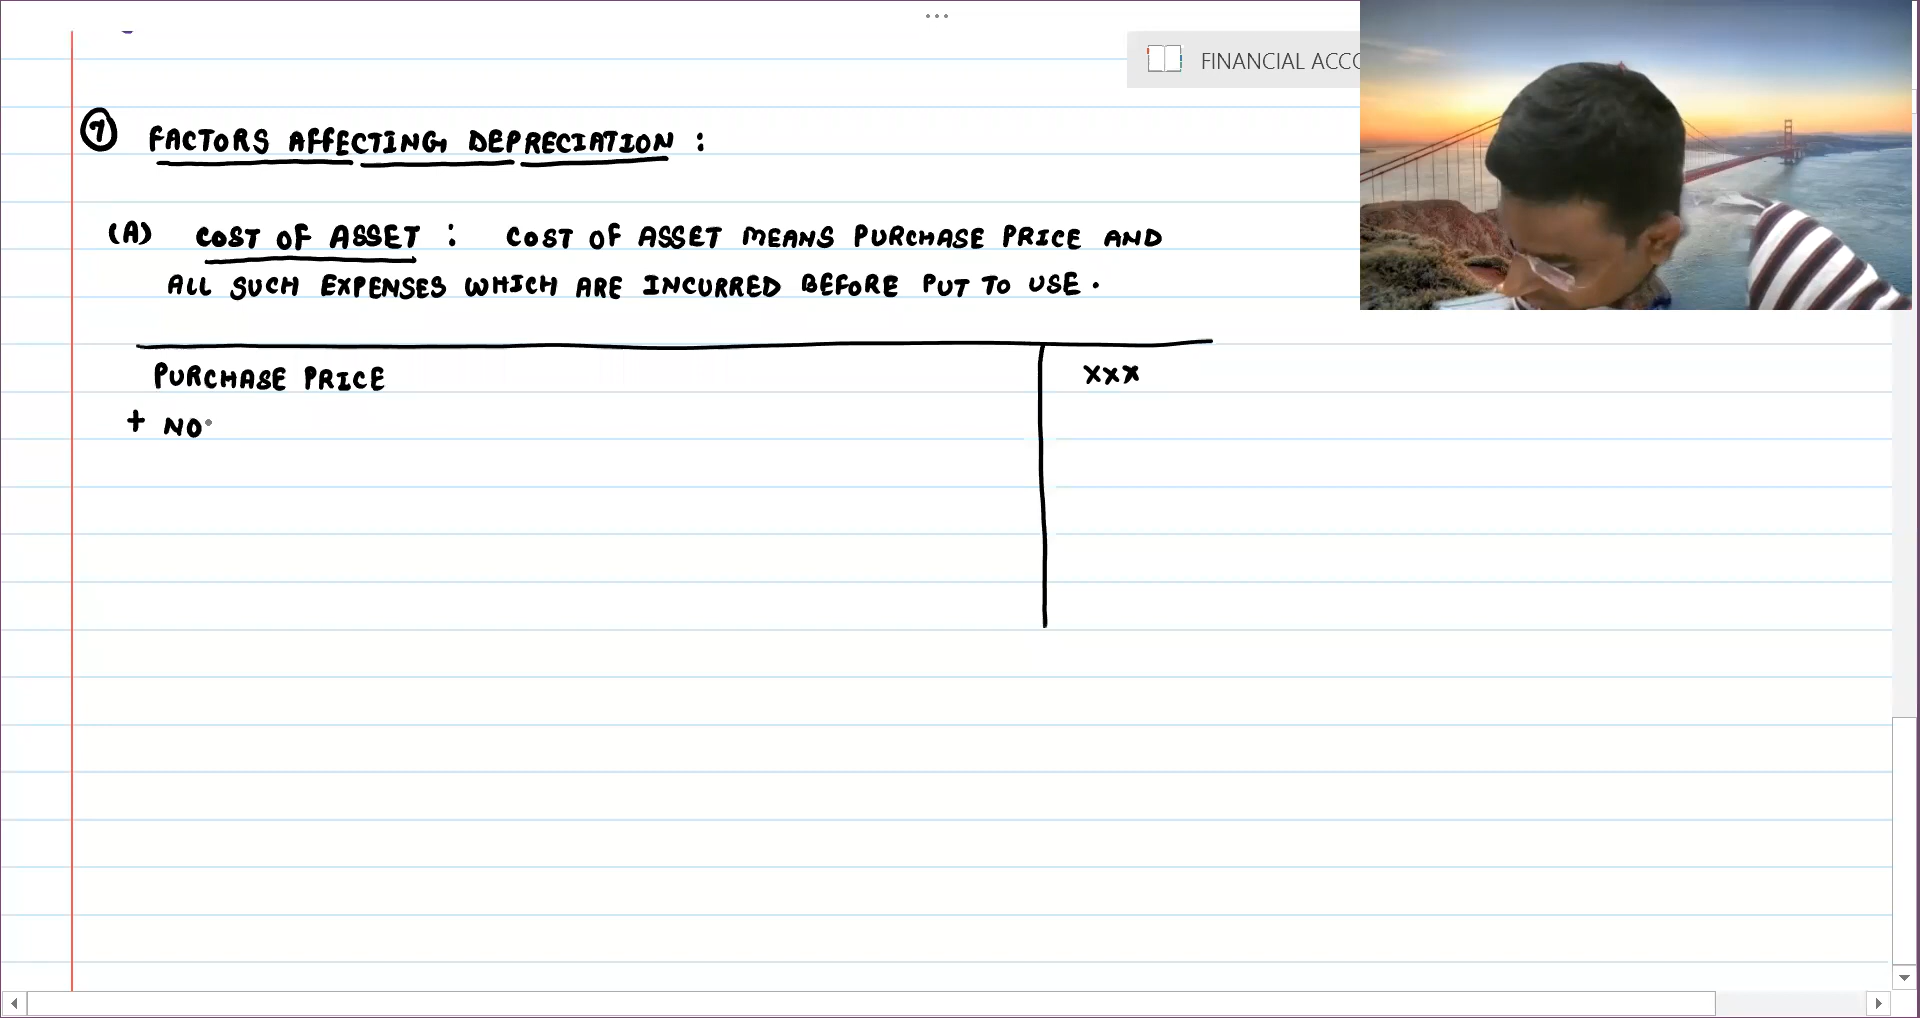 FINANCIAL ACCO
7 FACTORS AFFECTING DEPRECIATION :
(A) COST OF ASSET : COST OF ASSET MEANS PURCHASE PRICE AND
ALL SUCH EXPENSES WHICH ARE INCURRED BEFORE PUT TO USE .
PURCHASE PRICE XXX
+ NO